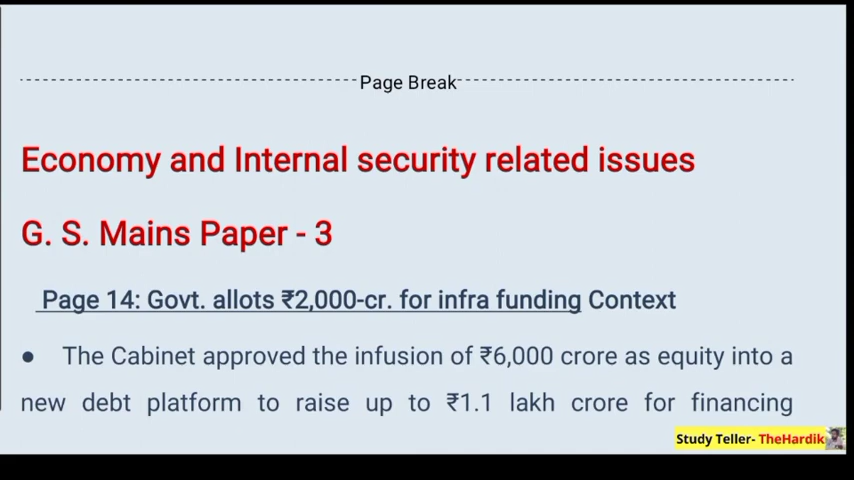 Page Break
Economy and Internal security related issues
G. S. Mains Paper - 3
Page 14: Govt. allots ₹2,000-cr. for infra funding Context
● The Cabinet approved the infusion of ₹6,000 crore as equity into a
new debt platform to raise up to ₹1.1 lakh crore for financing
Study Teller- TheHardik